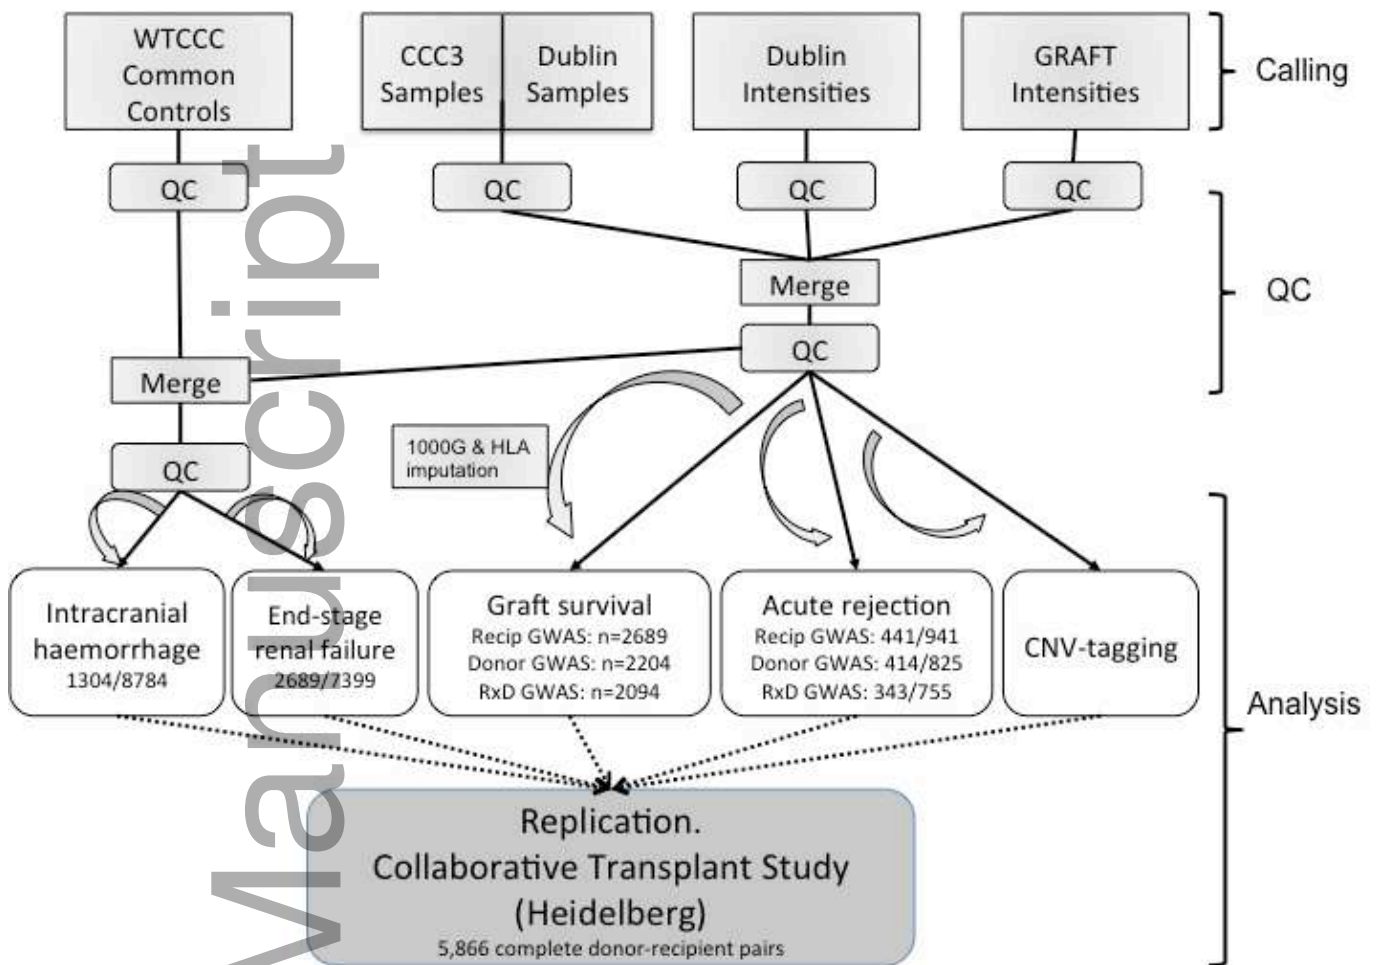 WTCCC
Common
Controls
CCC3
Samples
Dublin
Samples
Dublin
Intensities
GRAFT
Intensities
Calling
QC
QC
QC
QC
Merge
QC
QC
Merge
1000G & HLA
imputation
QC
Intracranial
haemorrhage
1304/8784
End-stage
renal failure
2689/7399
Graft survival
Recip GWAS: n=2689
Donor GWAS: n=2204
RxD GWAS: n=2094
Acute rejection
Recip GWAS: 441/941
Donor GWAS: 414/825
RxD GWAS: 343/755
CNV-tagging
Analysis
Replication.
Collaborative Transplant Study
(Heidelberg)
5,866 complete donor-recipient pairs
Manuscript